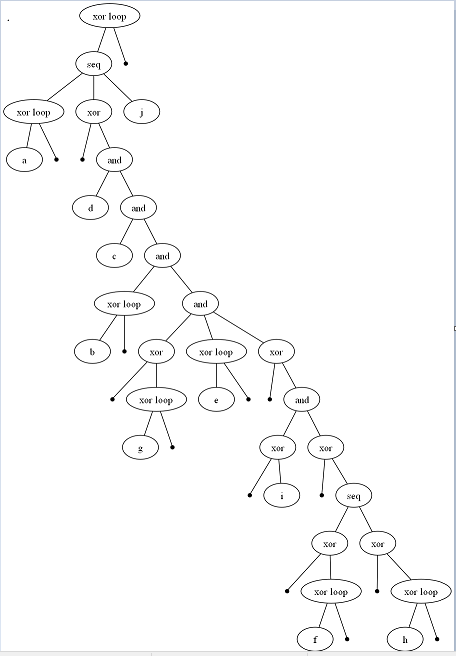 xor loop
seq
xor loop xor j
a and
d and
c and
xor loop and
b xor xor loop xor
xor loop e and
g xor xor
i seq
xor xor
xor loop xor loop
f h